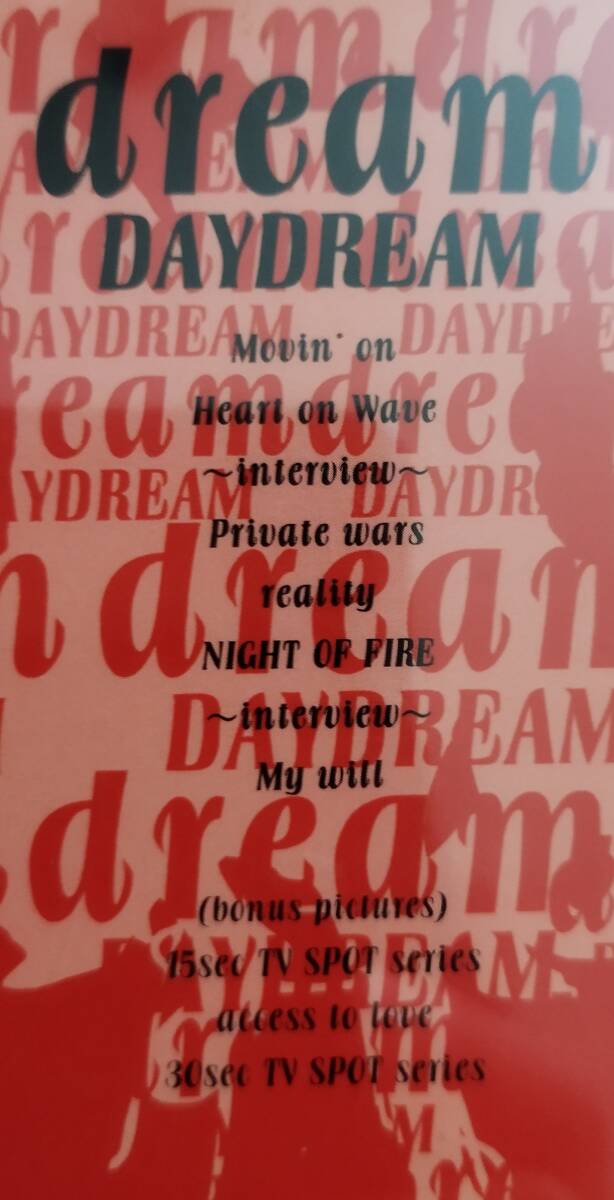 dream
DAYDREAM
Movin' on
Heart on Wave
~interview~
Private wars
reality
NIGHT OF FIRE
~interview~
My will
(bonus pictures)
15sec TV SPOT series
access to love
30sec TV SPOT series